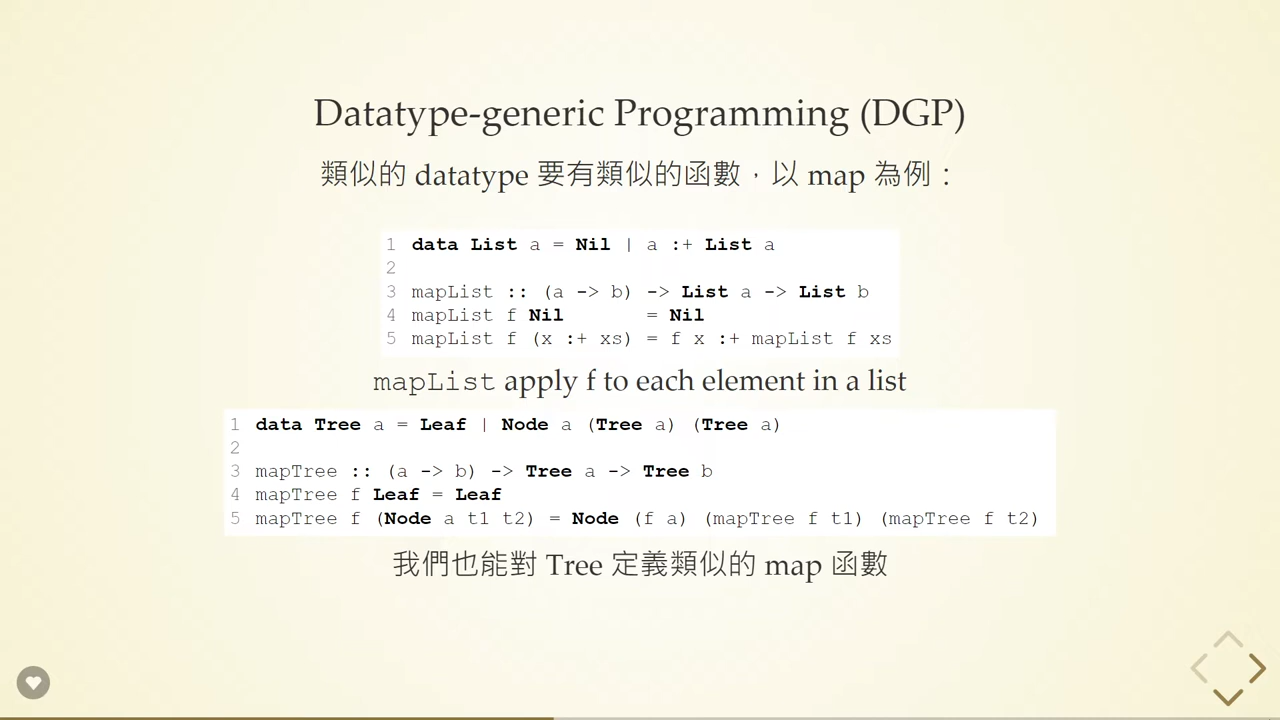 Datatype-generic Programming (DGP)
類似的 datatype 要有類似的函數，以 map 為例：
1 data List a = Nil | a :+ List a
2
3 mapList :: (a -> b) -> List a -> List b
4 mapList f Nil       = Nil
5 mapList f (x :+ xs) = f x :+ mapList f xs
mapList apply f to each element in a list
1 data Tree a = Leaf | Node a (Tree a) (Tree a)
2
3 mapTree :: (a -> b) -> Tree a -> Tree b
4 mapTree f Leaf = Leaf
5 mapTree f (Node a t1 t2) = Node (f a) (mapTree f t1) (mapTree f t2)
我們也能對 Tree 定義類似的 map 函數